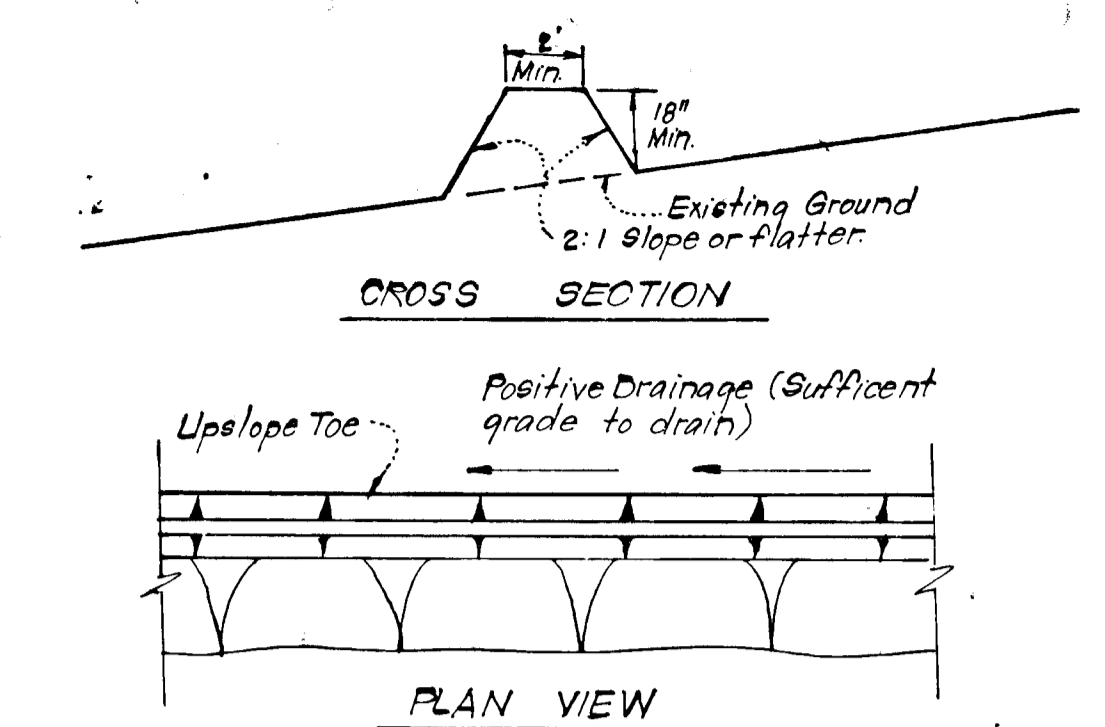 2'
Min.
18"
Min.
Existing Ground
2:1 Slope or flatter.
CROSS SECTION
Positive Drainage (Sufficent
grade to drain)
Upslope Toe
PLAN VIEW